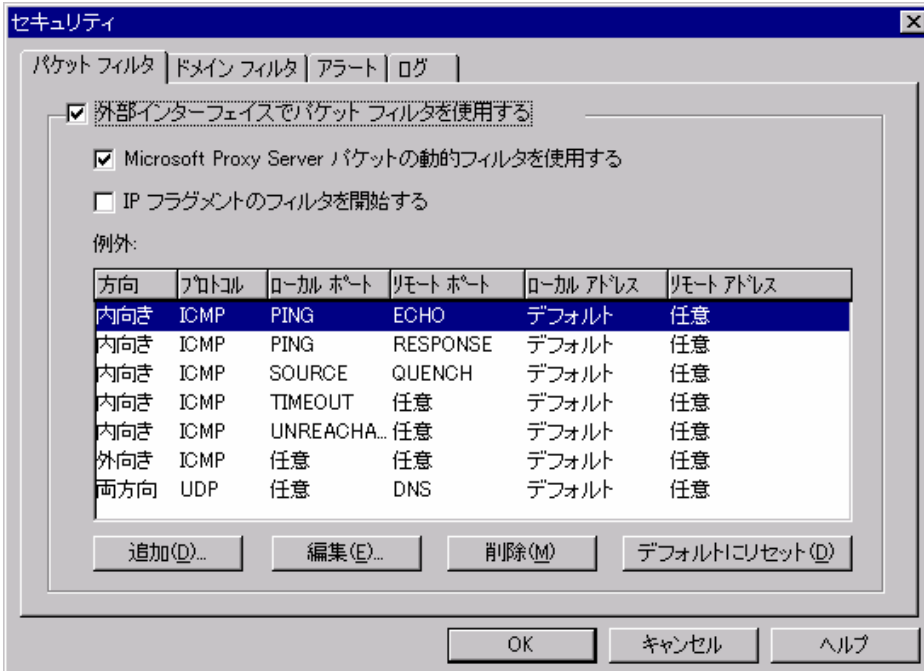 セキュリティ
パケット フィルタ ドメイン フィルタ アラート ログ
外部インターフェイスでパケット フィルタを使用する
Microsoft Proxy Server パケットの動的フィルタを使用する
IP フラグメントのフィルタを開始する
例外:
方向 プロトコル ローカル ポート リモート ポート ローカル アドレス リモート アドレス
内向き ICMP PING ECHO デフォルト 任意
内向き ICMP PING RESPONSE デフォルト 任意
内向き ICMP SOURCE QUENCH デフォルト 任意
内向き ICMP TIMEOUT 任意 デフォルト 任意
内向き ICMP UNREACHA... 任意 デフォルト 任意
外向き ICMP 任意 任意 デフォルト 任意
両方向 UDP 任意 DNS デフォルト 任意
追加(D)... 編集(E)... 削除(M) デフォルトにリセット(D)
OK キャンセル ヘルプ